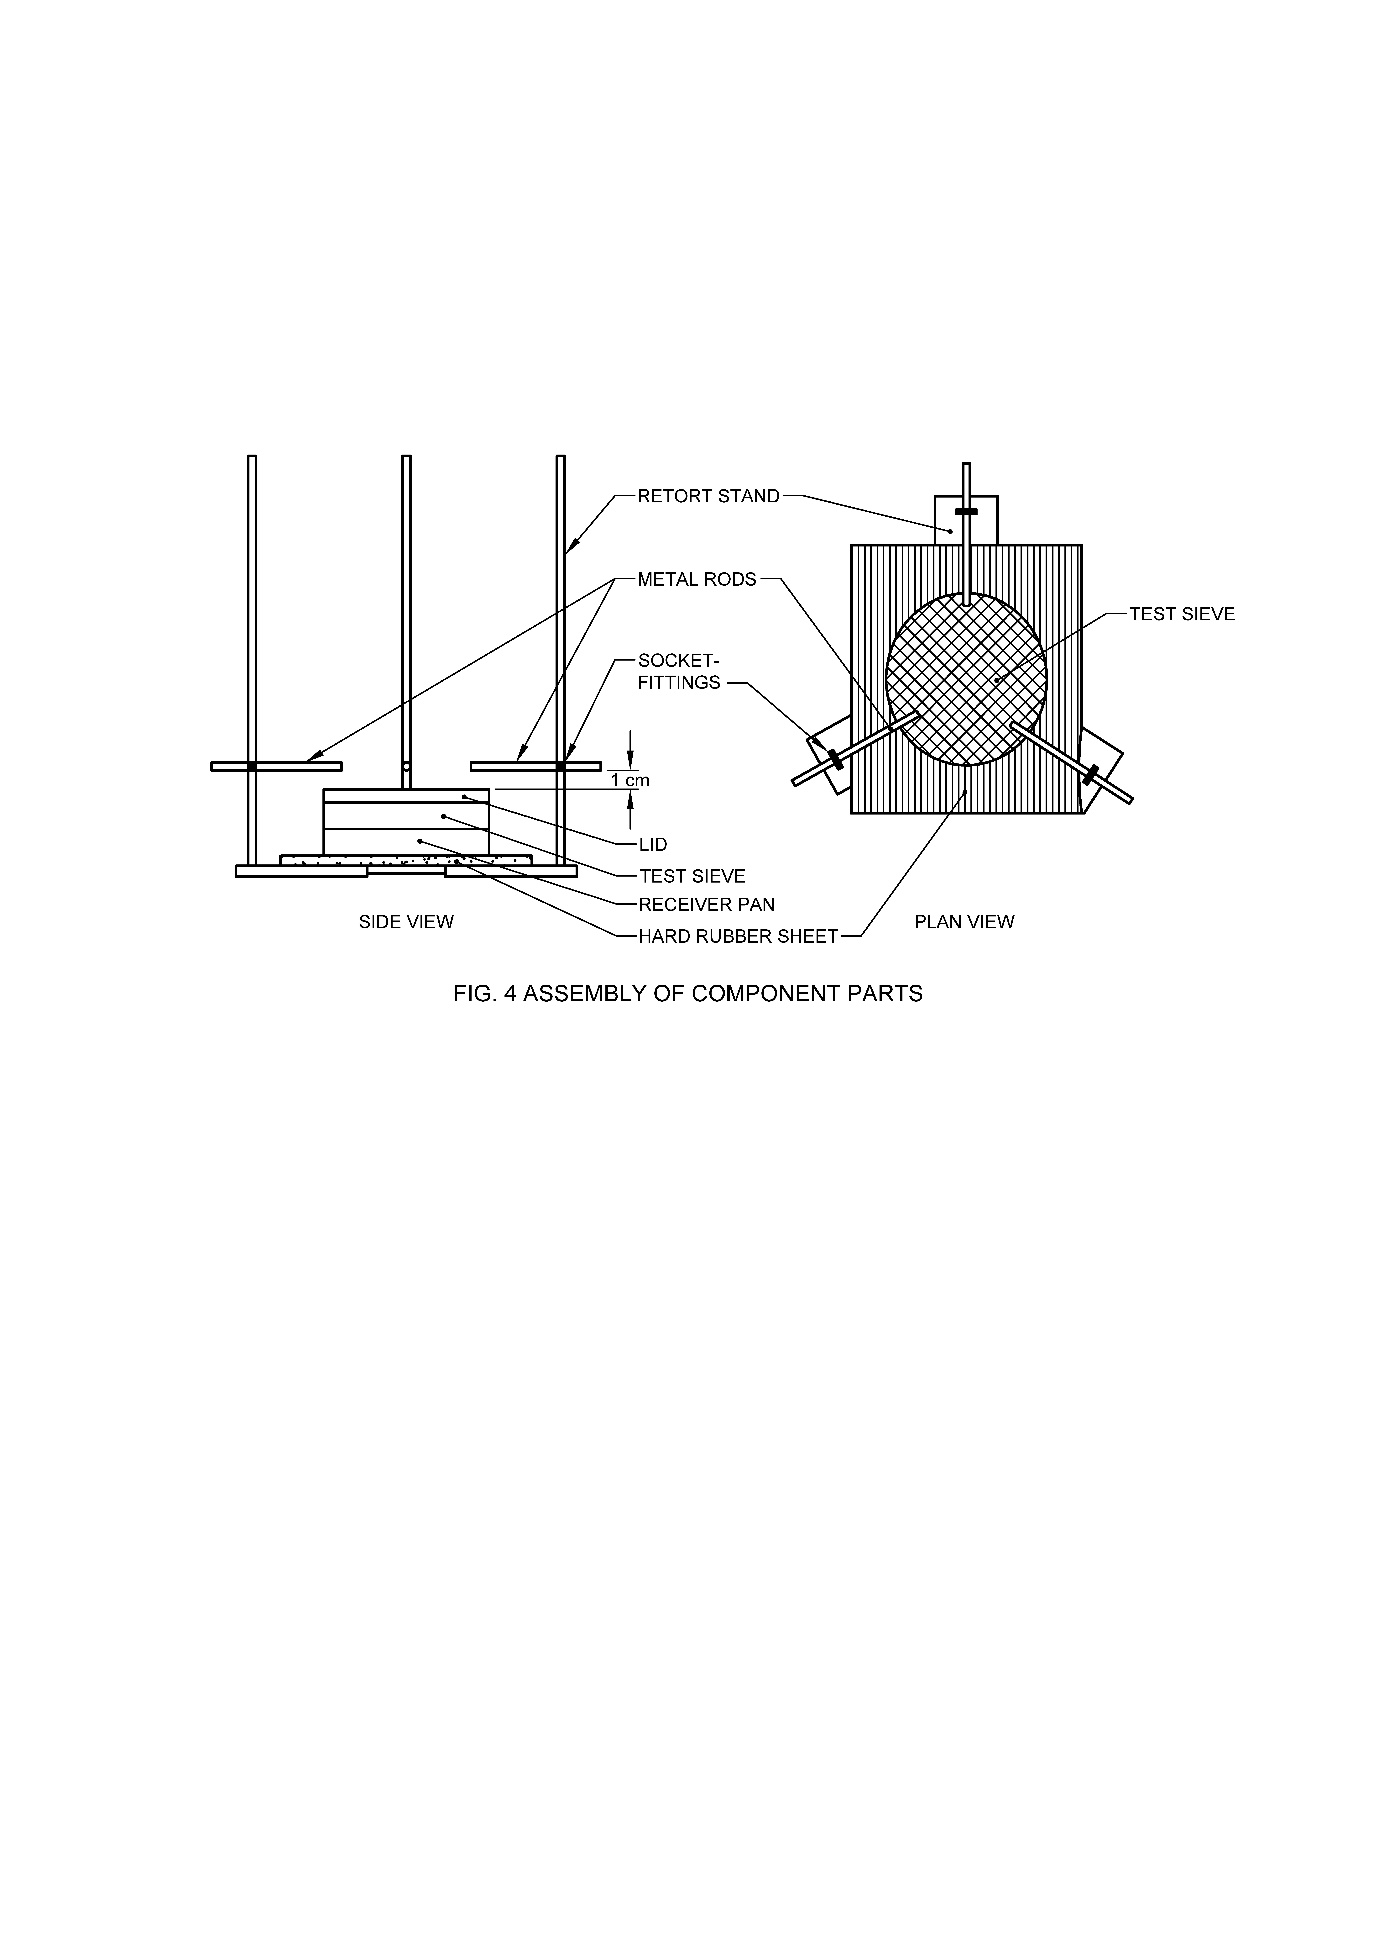 RETORT STAND
METAL RODS
TEST SIEVE
SOCKET-
FITTINGS
1 cm
LID
TEST SIEVE
RECEIVER PAN
HARD RUBBER SHEET
SIDE VIEW
PLAN VIEW
FIG. 4 ASSEMBLY OF COMPONENT PARTS